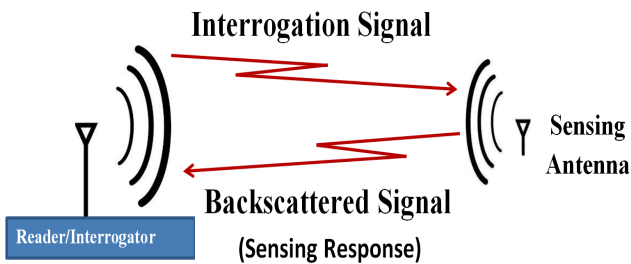 Interrogation Signal
Sensing
Antenna
Backscattered Signal
Reader/Interrogator
(Sensing Response)